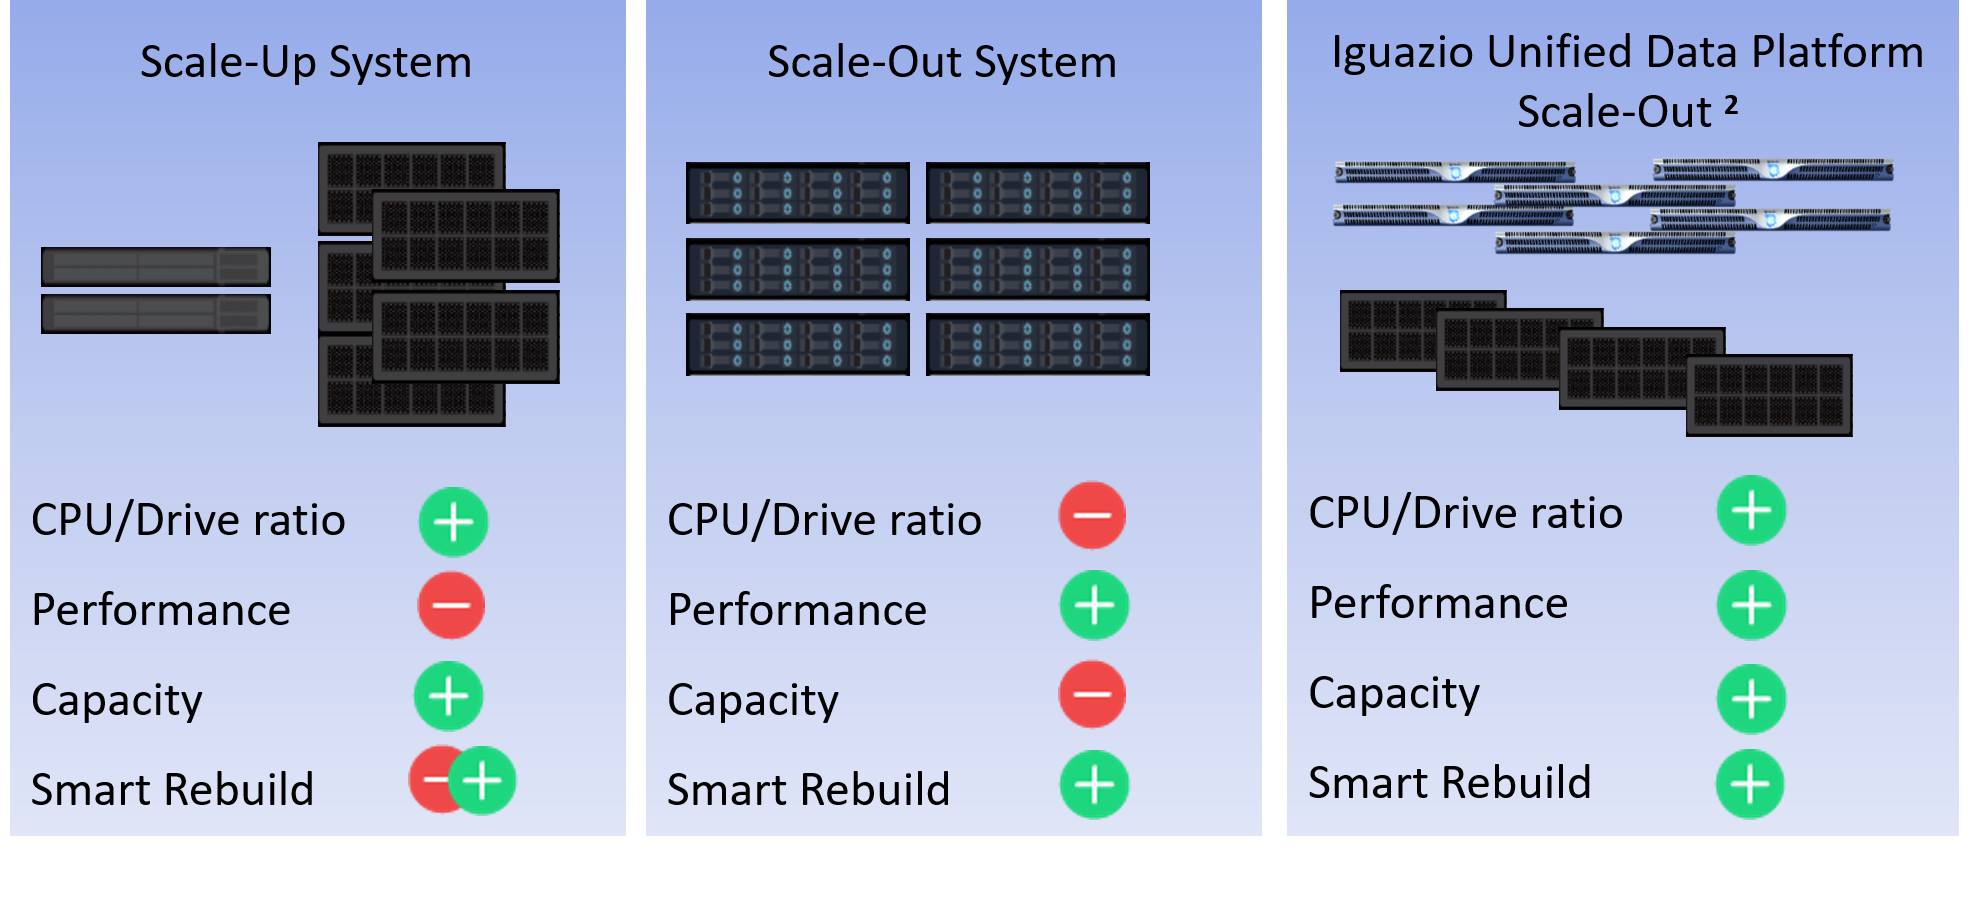 Scale-Up System
CPU/Drive ratio
Performance
Capacity
Smart Rebuild
Scale-Out System
CPU/Drive ratio
Performance
Capacity
Smart Rebuild
Iguazio Unified Data Platform
Scale-Out ²
CPU/Drive ratio
Performance
Capacity
Smart Rebuild